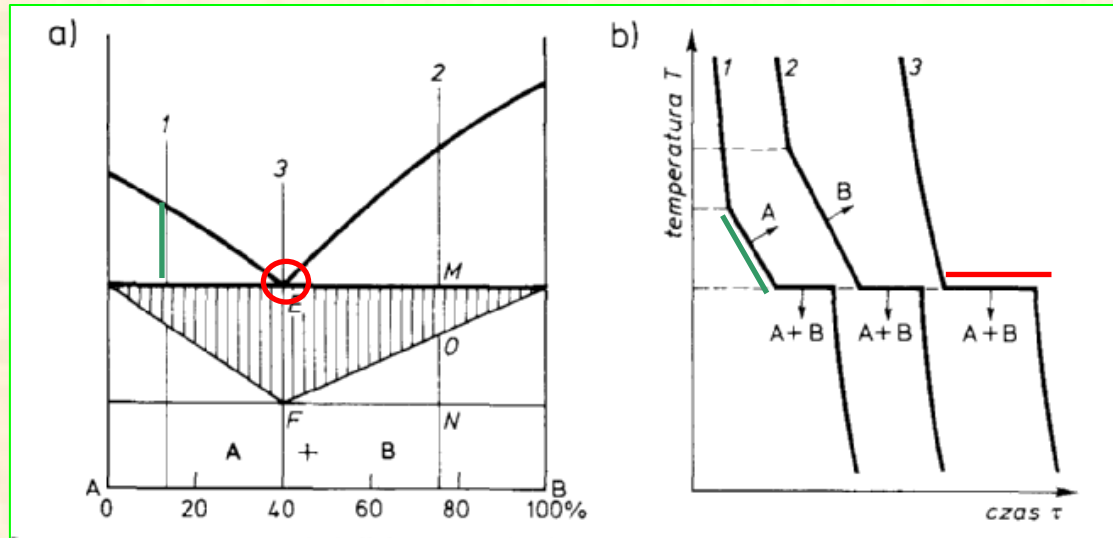 a)
1
2
3
M
E
O
F
N
A + B
A
B
0 20 40 60 80 100%
b)
temperatura T
1 2 3
A
B
A+B
A+B
A+B
czas τ